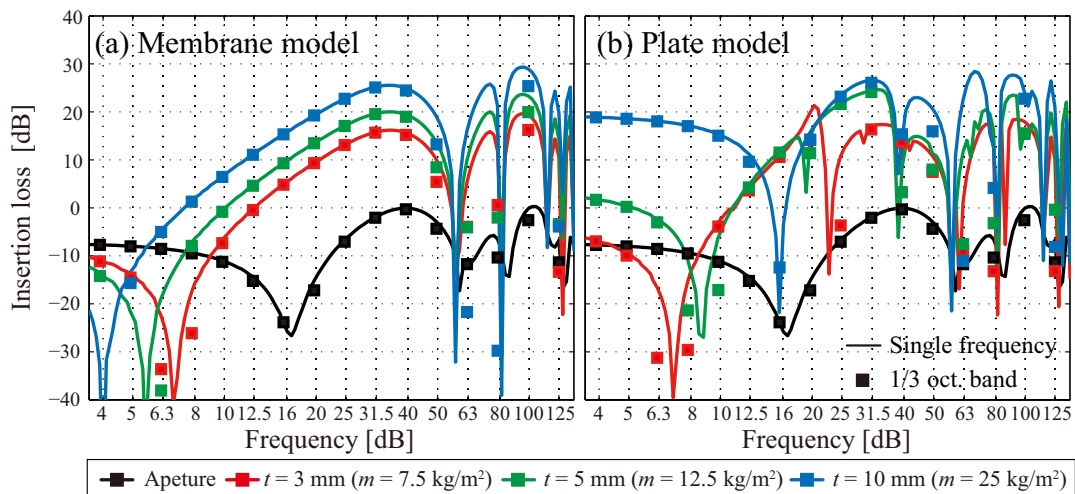 (a) Membrane model
(b) Plate model
Insertion loss [dB]
40
30
20
10
0
−10
−20
−30
−40
4 5 6.3 8 10 12.5 16 20 25 31.5 40 50 63 80 100 125
4 5 6.3 8 10 12.5 16 20 25 31.5 40 50 63 80 100 125
Frequency [dB]
Frequency [dB]
Single frequency
1/3 oct. band
Apeture t = 3 mm (m = 7.5 kg/m²) t = 5 mm (m = 12.5 kg/m²) t = 10 mm (m = 25 kg/m²)